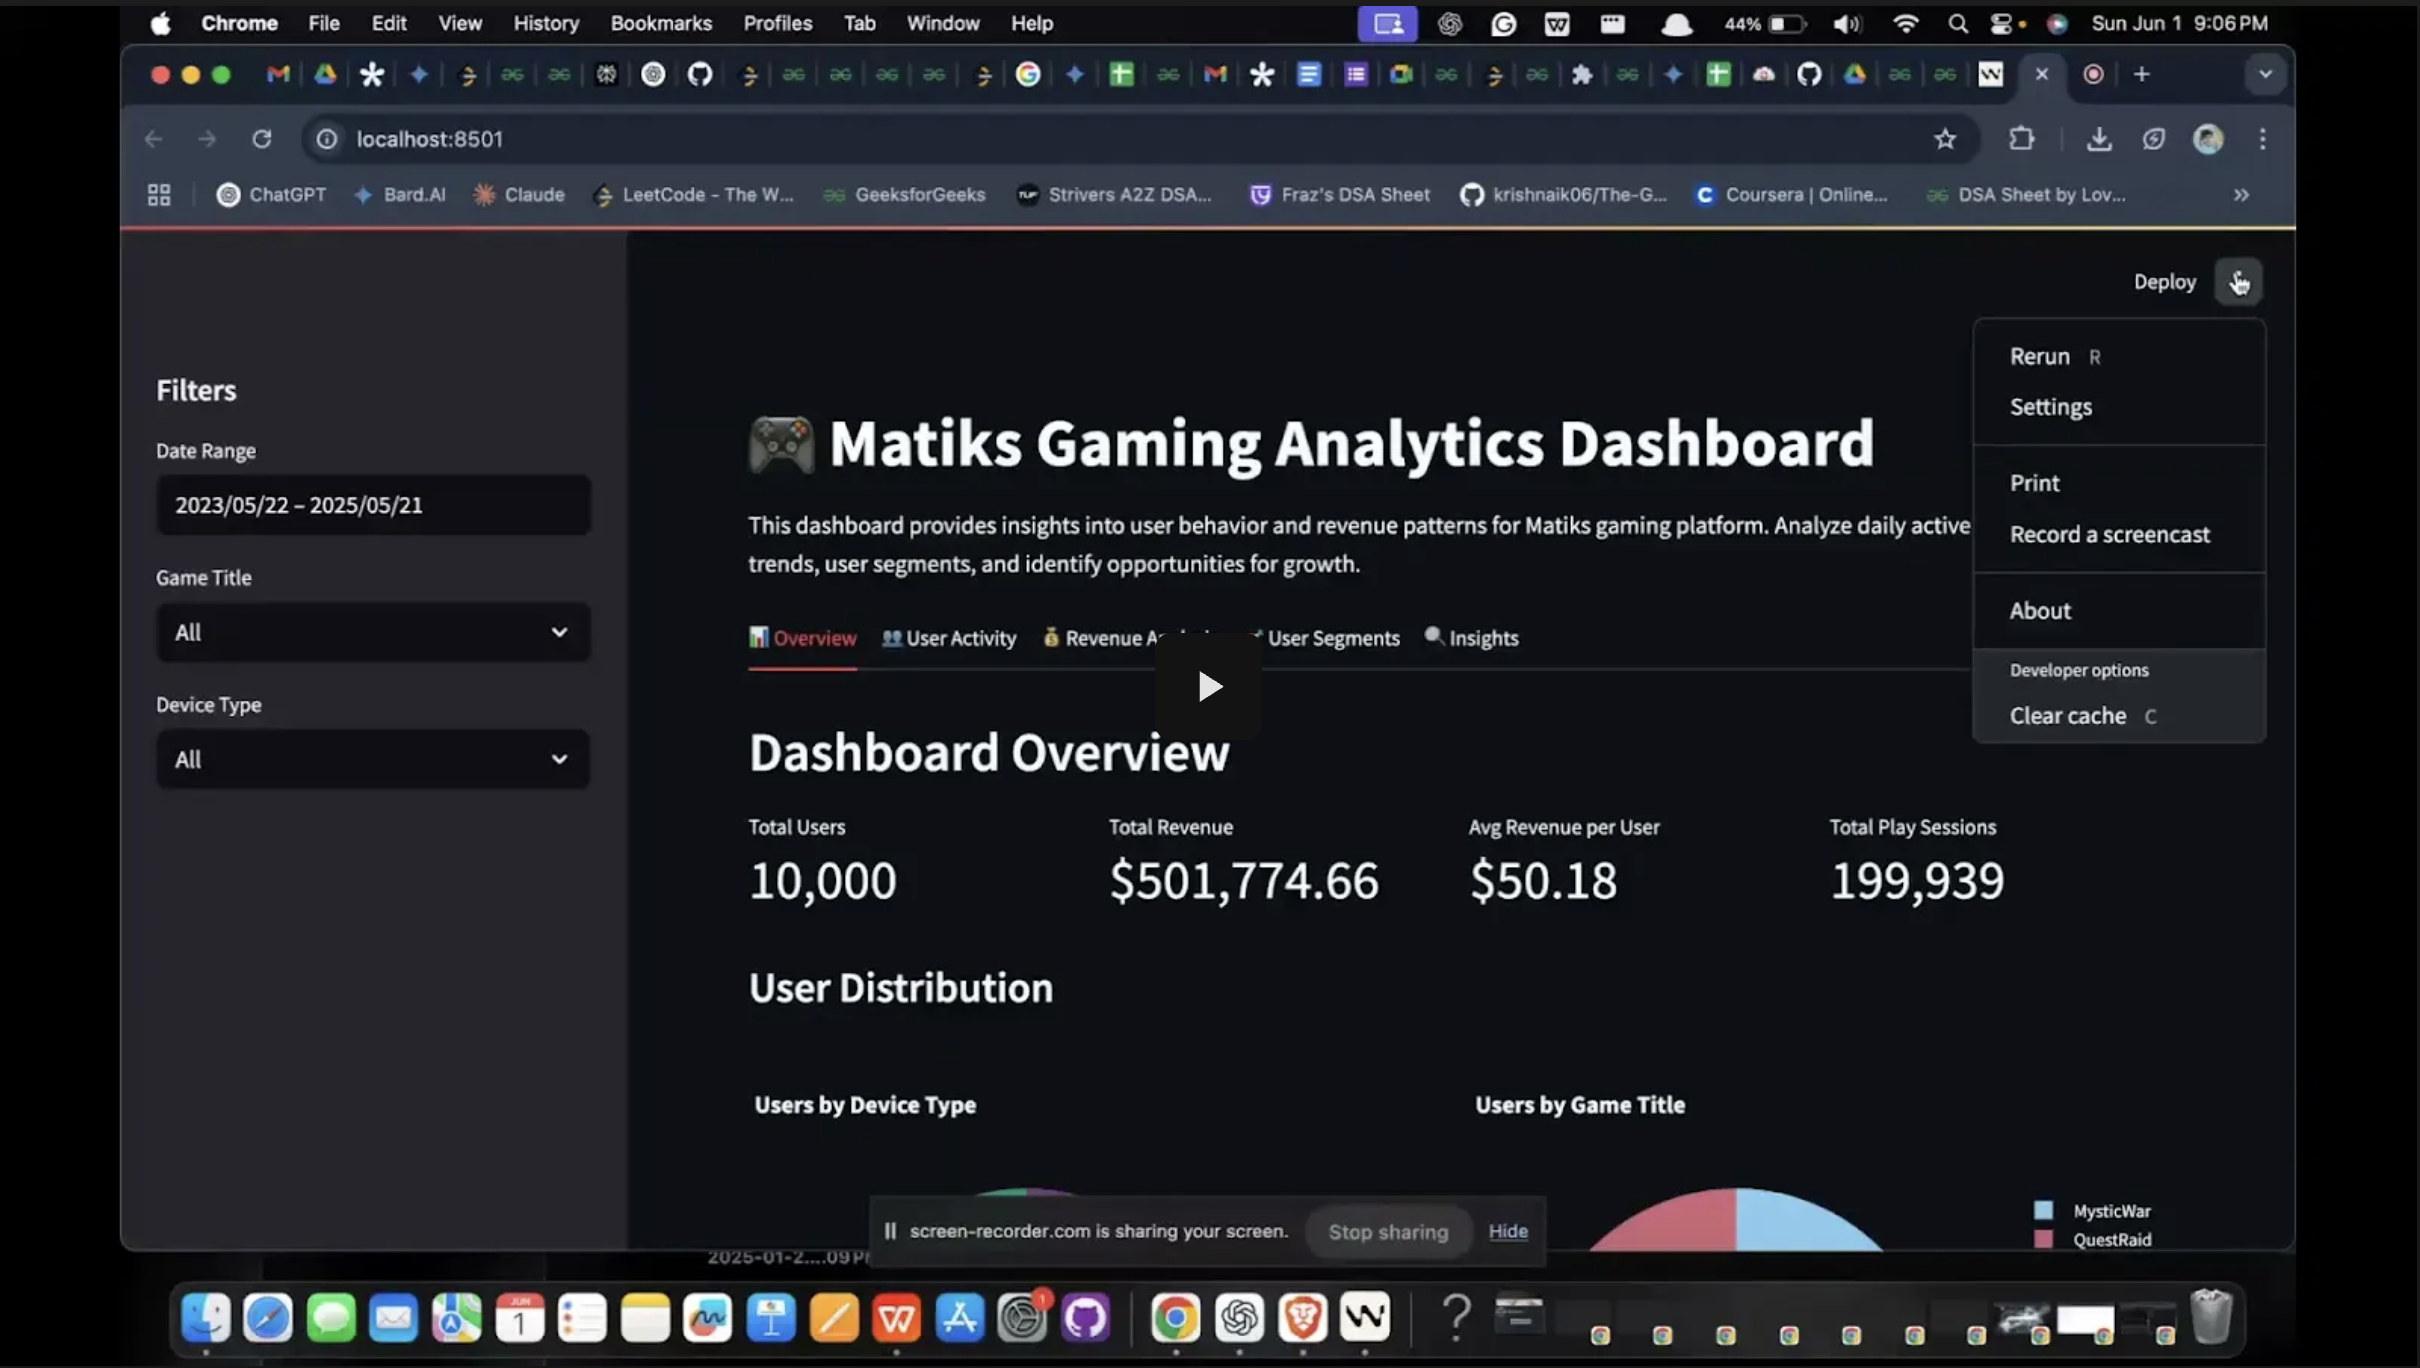 Chrome File Edit View History Bookmarks Profiles Tab Window Help 44% Sun Jun 1 9:06 PM
localhost:8501
ChatGPT Bard.AI Claude LeetCode - The W... GeeksforGeeks Strivers A2Z DSA... Fraz's DSA Sheet krishnaik06/The-G... Coursera | Online... DSA Sheet by Lov... »
Deploy
Rerun R
Settings
Print
Record a screencast
About
Developer options
Clear cache C
Filters
Date Range
2023/05/22 – 2025/05/21
Game Title
All
Device Type
All
Matiks Gaming Analytics Dashboard
This dashboard provides insights into user behavior and revenue patterns for Matiks gaming platform. Analyze daily active
trends, user segments, and identify opportunities for growth.
Overview User Activity Revenue User Segments Insights
Dashboard Overview
Total Users Total Revenue Avg Revenue per User Total Play Sessions
10,000 $501,774.66 $50.18 199,939
User Distribution
Users by Device Type Users by Game Title
MysticWar
QuestRaid
screen-recorder.com is sharing your screen. Stop sharing Hide
2025-01-2....09
JUN
1
1